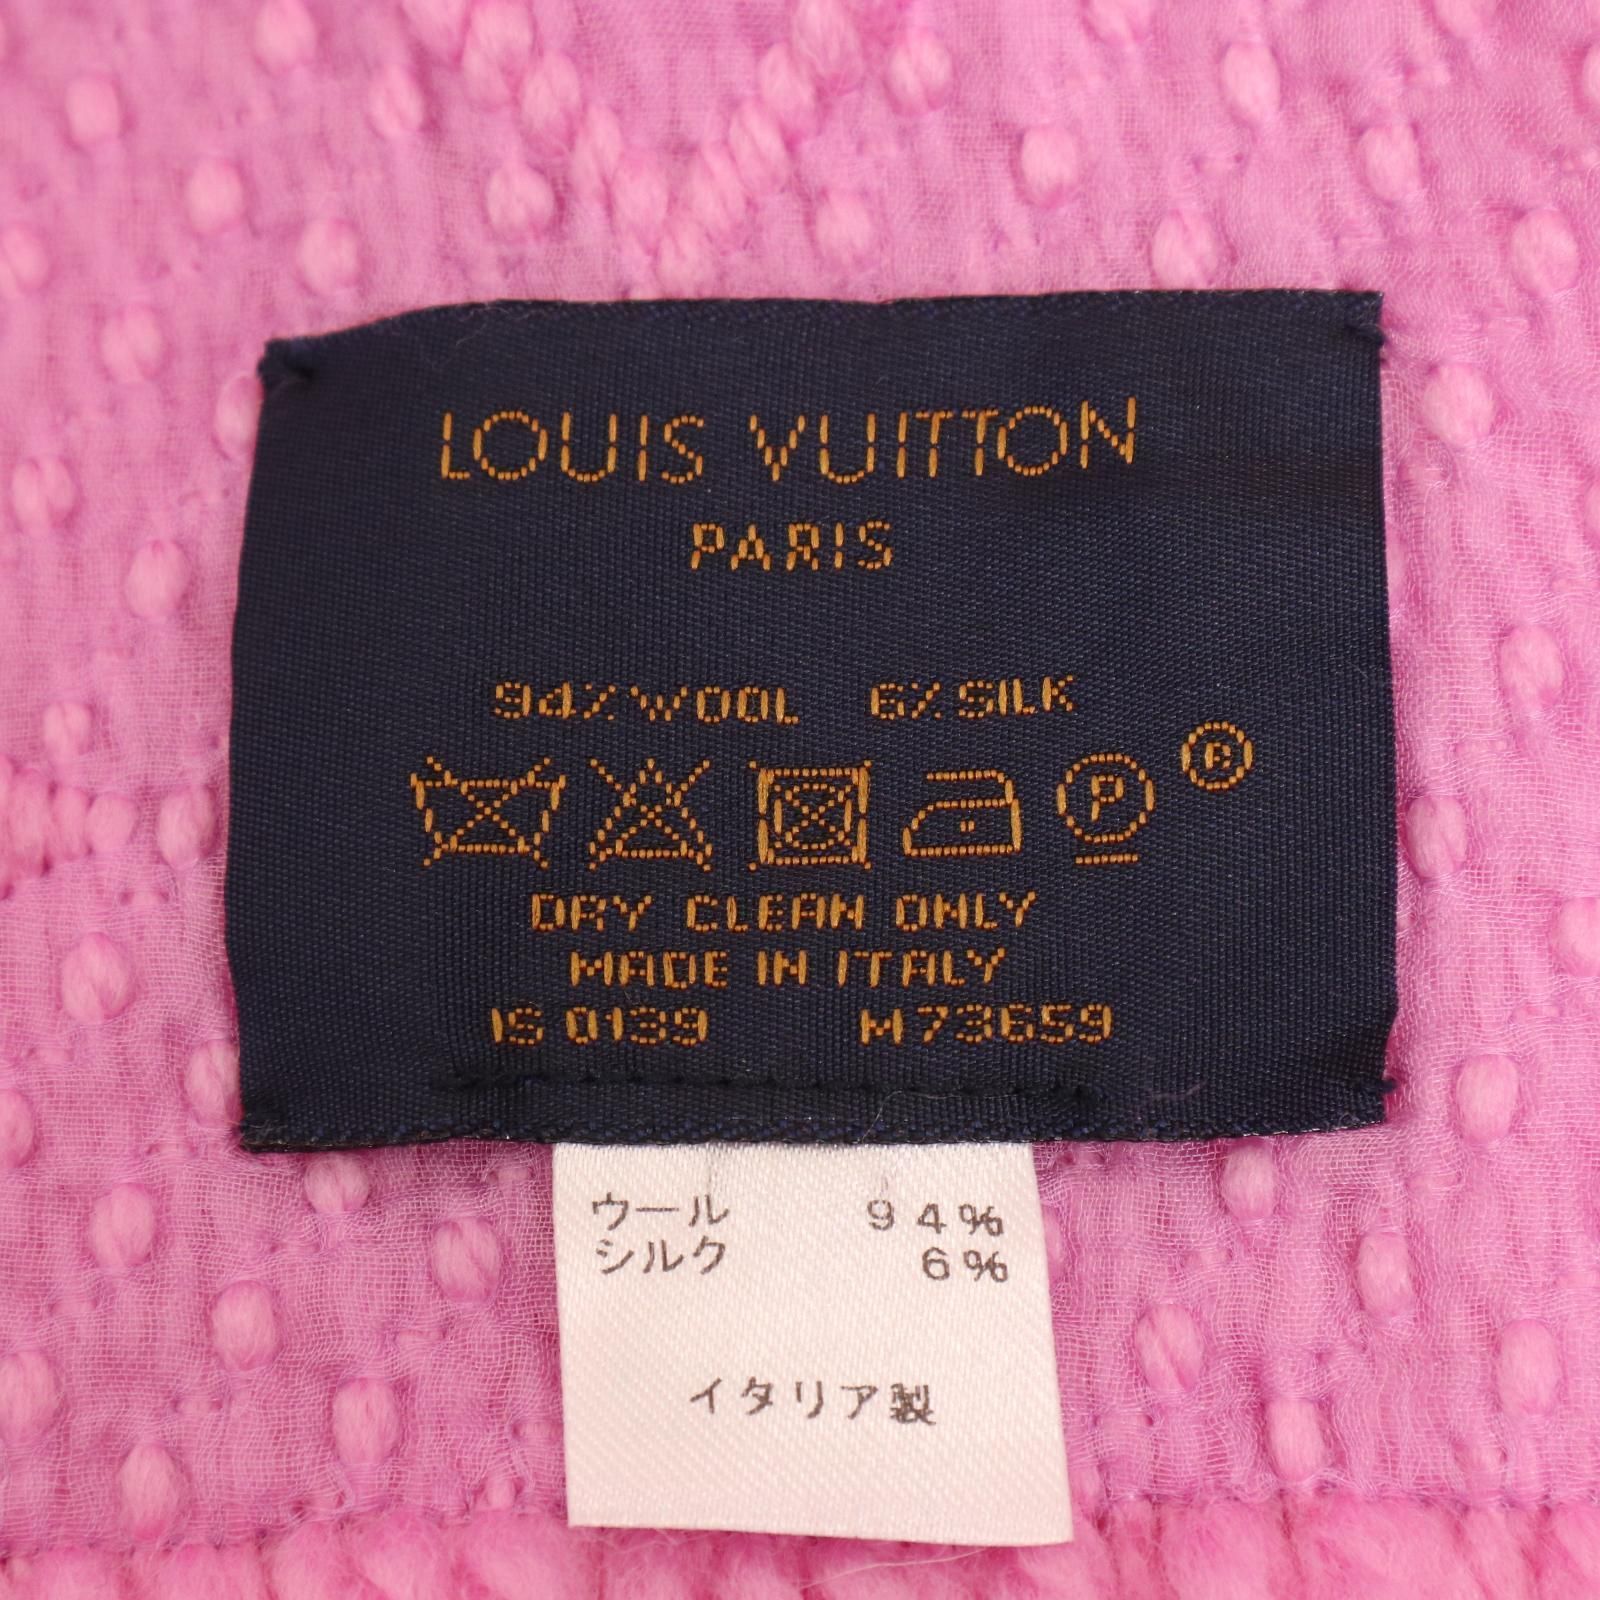 LOUIS VUITTON
PARIS
94% WOOL 6% SILK
P ®
DRY CLEAN ONLY
MADE IN ITALY
IS 0139 M73659
ウール 94%
シルク 6%
イタリア製